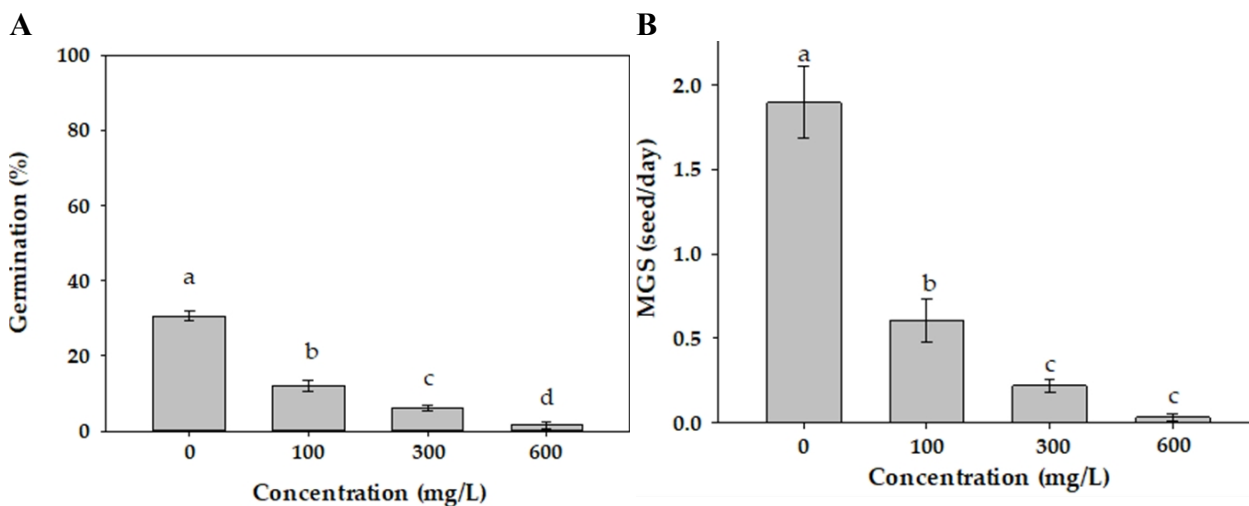 A
Germination (%)
100
80
60
40
20
0
a
b
c
d
0 100 300 600
Concentration (mg/L)
B
MGS (seed/day)
2.0
1.5
1.0
0.5
0.0
a
b
c
c
0 100 300 600
Concentration (mg/L)